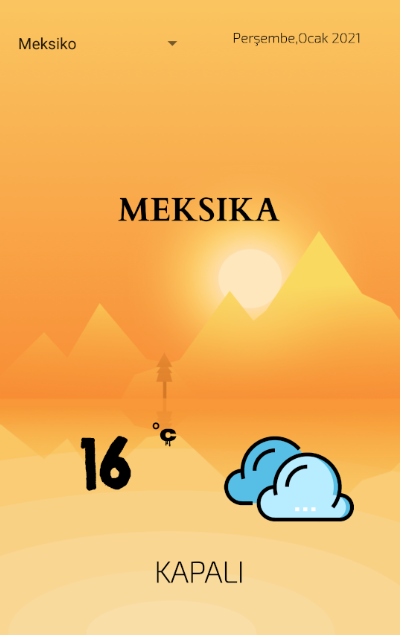 Meksiko
Perşembe,Ocak 2021
MEKSIKA
16 °C
KAPALI